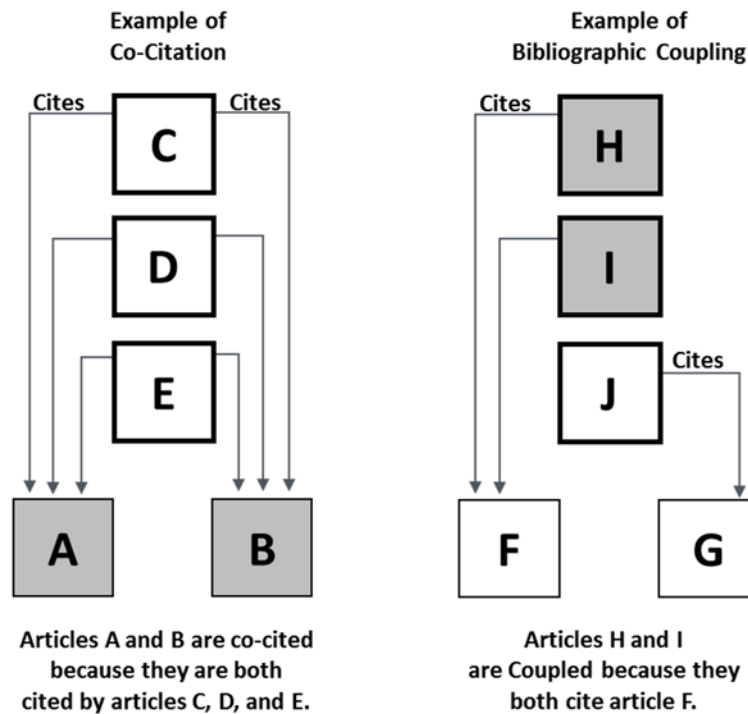 Example of
Co-Citation
Cites
Cites
C
D
E
A
B
Articles A and B are co-cited
because they are both
cited by articles C, D, and E.
Example of
Bibliographic Coupling
Cites
H
I
J
Cites
F
G
Articles H and I
are Coupled because they
both cite article F.